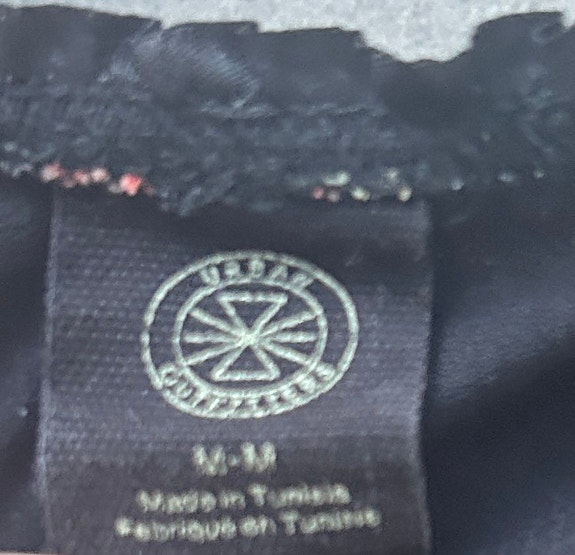 URBAN
OUTFITTERS
M-M
Made in Tunisia
Fabriqué en Tunisie